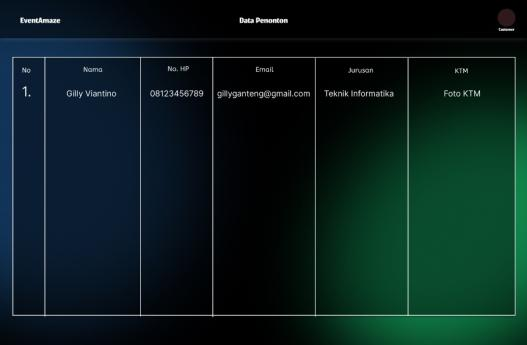 EventAmaze Data Penonton
Customer
No Nama No. HP Email Jurusan KTM
1. Gilly Viantino 08123456789 gillyganteng@gmail.com Teknik Informatika Foto KTM